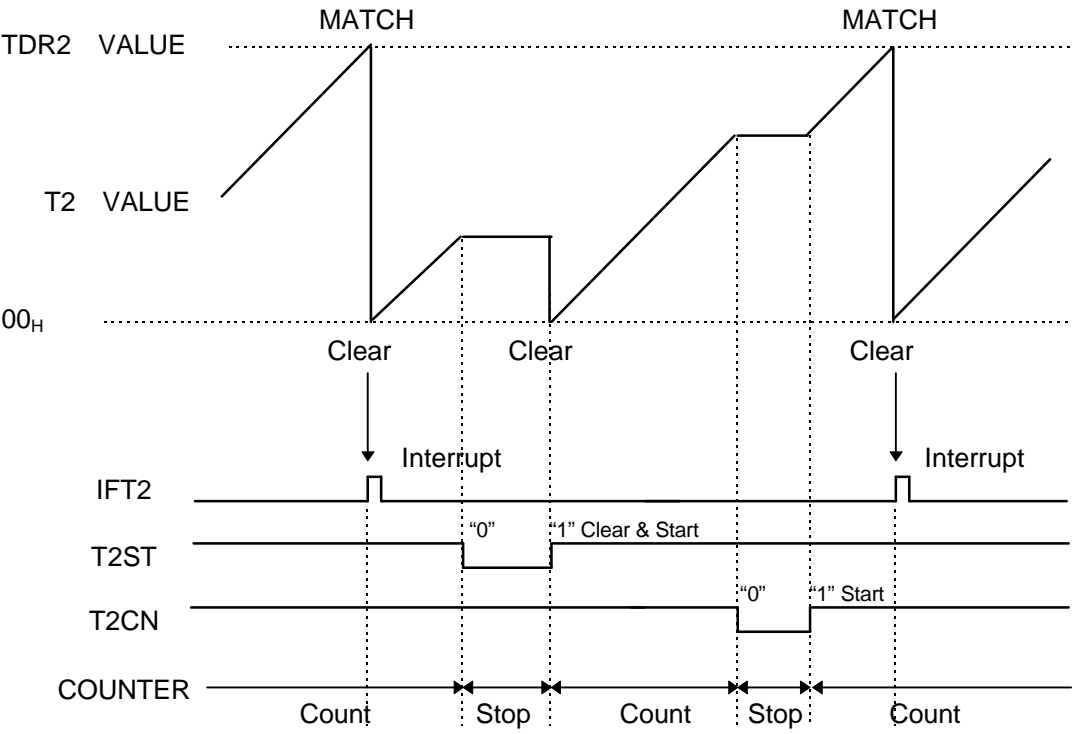 MATCH MATCH
TDR2 VALUE
T2 VALUE
00H
Clear Clear Clear
Interrupt Interrupt
IFT2
“0” “1” Clear & Start
T2ST
“0” “1” Start
T2CN
COUNTER
Count Stop Count Stop Count